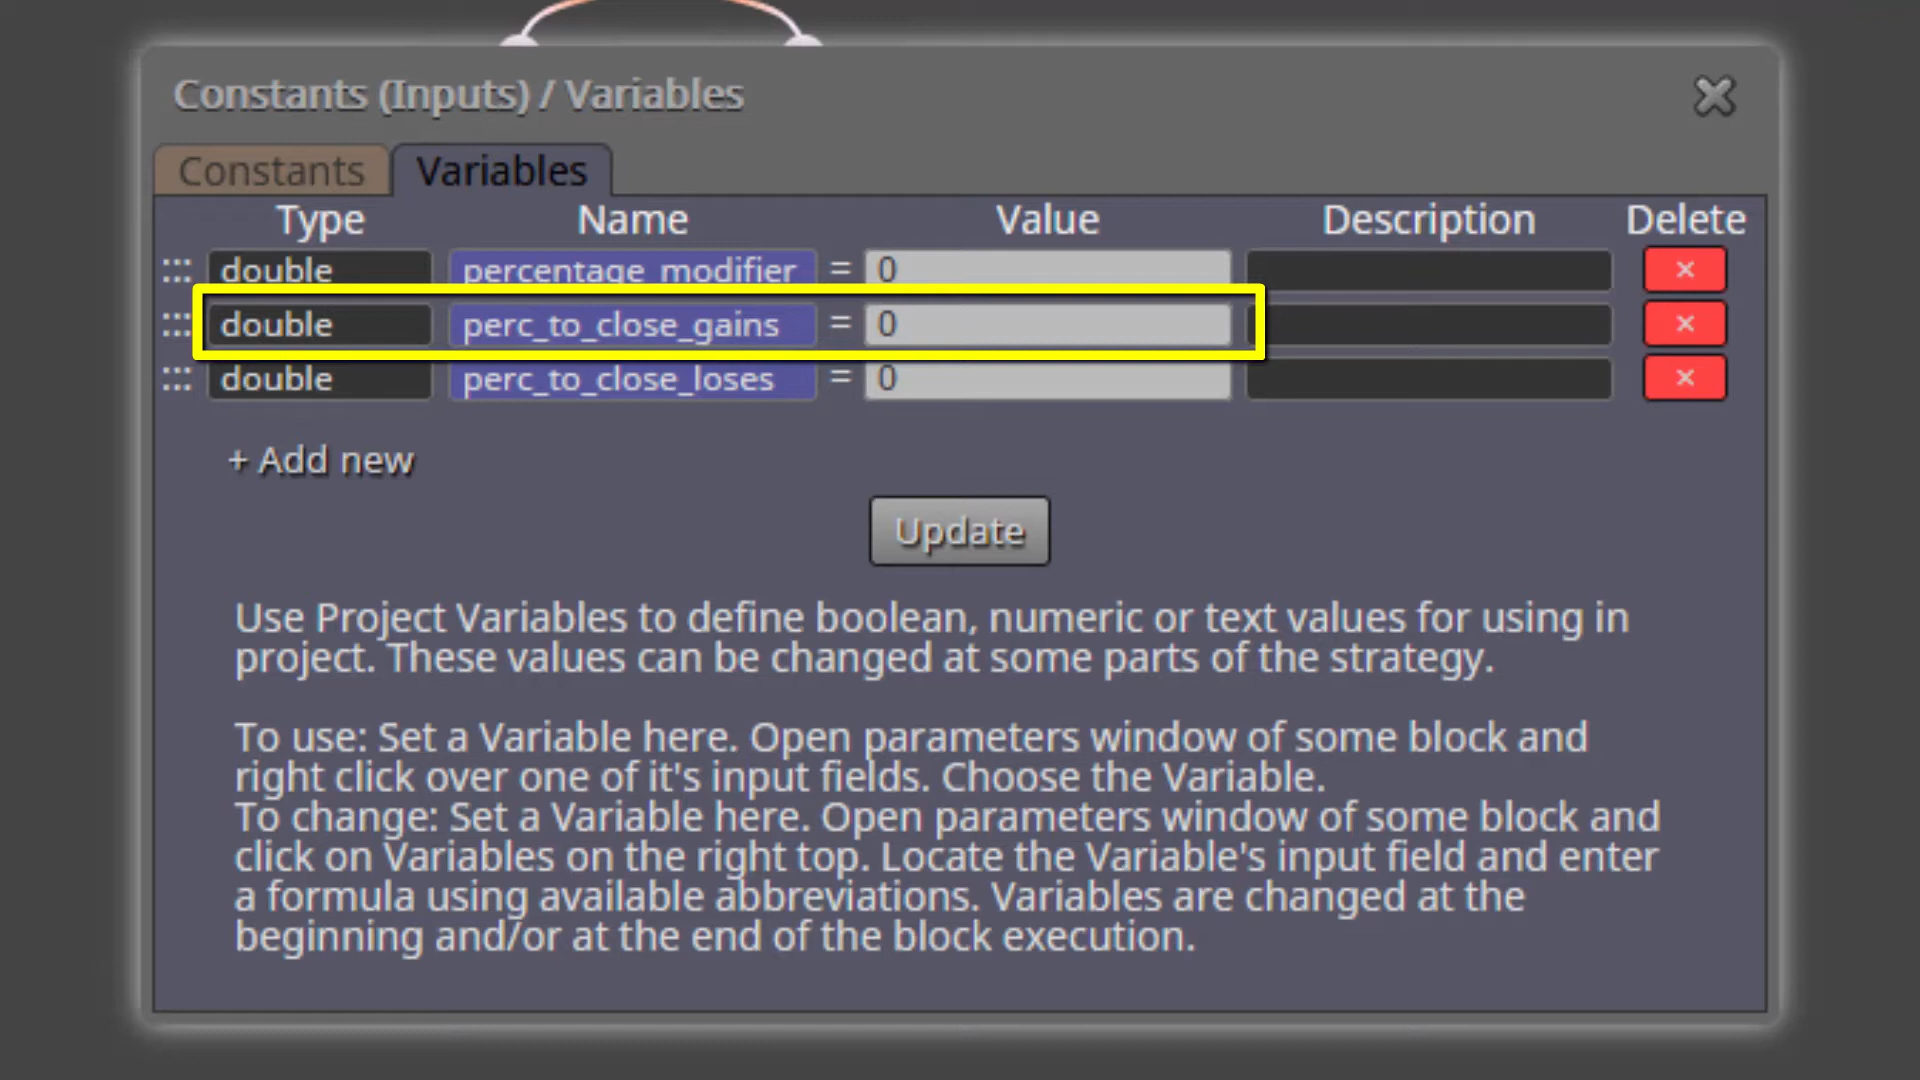 Constants (Inputs) / Variables
Constants Variables
Type Name Value Description Delete
double percentage_modifier = 0 ×
double perc_to_close_gains = 0 ×
double perc_to_close_loses = 0 ×
+ Add new
Update
Use Project Variables to define boolean, numeric or text values for using in
project. These values can be changed at some parts of the strategy.
To use: Set a Variable here. Open parameters window of some block and
right click over one of it's input fields. Choose the Variable.
To change: Set a Variable here. Open parameters window of some block and
click on Variables on the right top. Locate the Variable's input field and enter
a formula using available abbreviations. Variables are changed at the
beginning and/or at the end of the block execution.